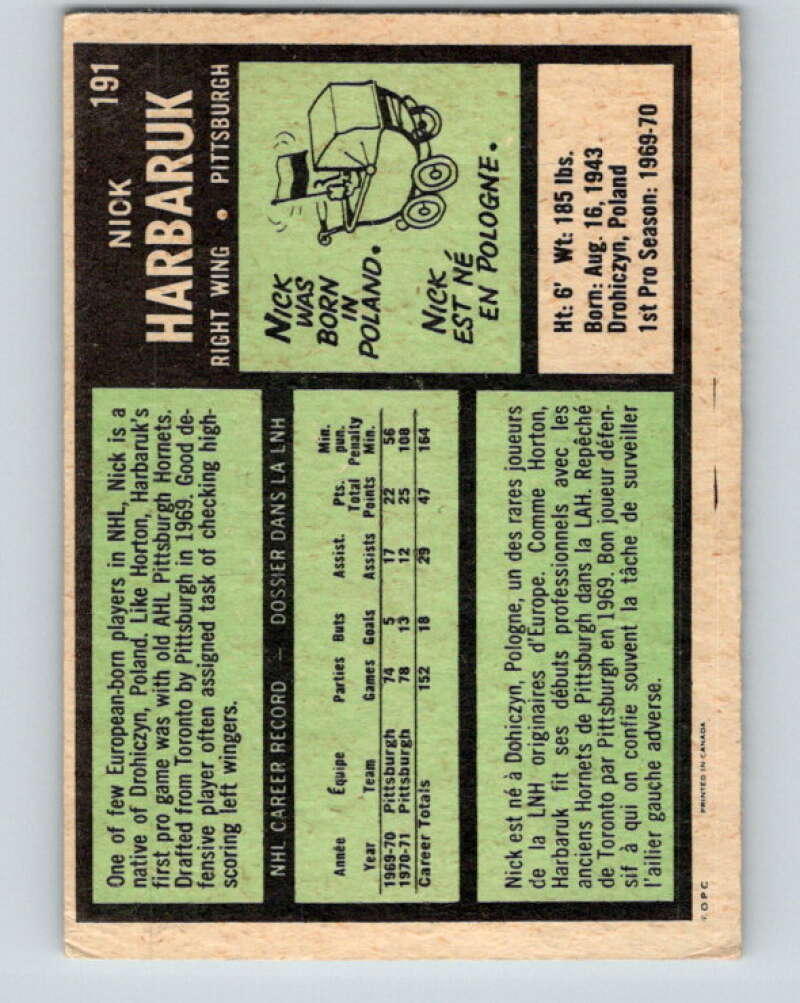 191
NICK
HARBARUK
RIGHT WING • PITTSBURGH
NICK
WAS
BORN
IN
POLAND.
NICK
EST NÉ
EN POLOGNE.
Ht: 6' Wt: 185 lbs.
Born: Aug. 16, 1943
Drohiczyn, Poland
1st Pro Season: 1969-70
One of few European-born players in NHL, Nick is a
native of Drohiczyn, Poland. Like Horton, Harbaruk's
first pro game was with old AHL Pittsburgh Hornets.
Drafted from Toronto by Pittsburgh in 1969. Good de-
fensive player often assigned task of checking high-
scoring left wingers.
NHL CAREER RECORD – DOSSIER DANS LA LNH
Année Équipe Parties Buts Assist. Pts. Total Min. pun. Penalty
Year Team Games Goals Assists Points Min.
1969-70 Pittsburgh 74 5 17 22 56
1970-71 Pittsburgh 78 13 12 25 108
Career Totals 152 18 29 47 164
Nick est né à Dohiczyn, Pologne, un des rares joueurs
de la LNH originaires d'Europe. Comme Horton,
Harbaruk fit ses débuts professionnels avec les
anciens Hornets de Pittsburgh dans la LAH. Repêché
de Toronto par Pittsburgh en 1969. Bon joueur défen-
sif à qui on confie souvent la tâche de surveiller
l'ailier gauche adverse.
O.P.C. PRINTED IN CANADA